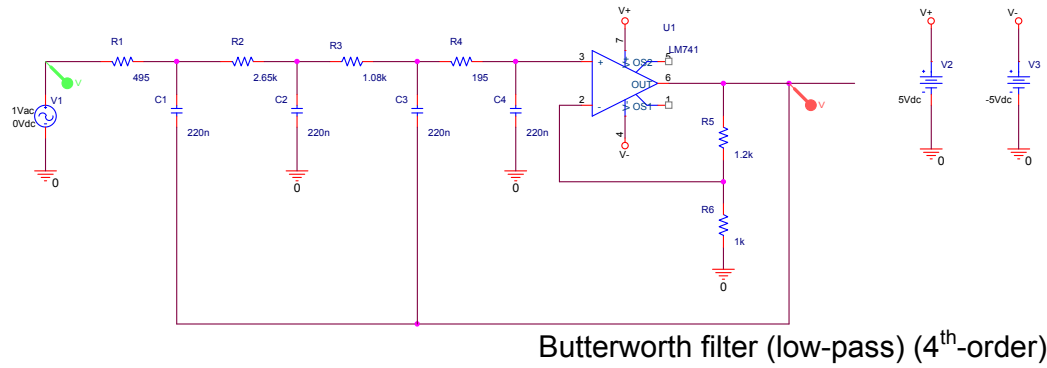 V+
V+
V-
U1
R1
R2
R3
R4
7
LM741
5
3
+
OS2
6
V2
V3
495
2.65k
1.08k
195
OUT
V
V1
C1
C2
C3
C4
2
-
OS1
1
V
5Vdc
-5Vdc
1Vac
0Vdc
220n
220n
220n
220n
4
V-
R5
1.2k
0
0
0
0
0
R6
1k
0
Butterworth filter (low-pass) (4th-order)